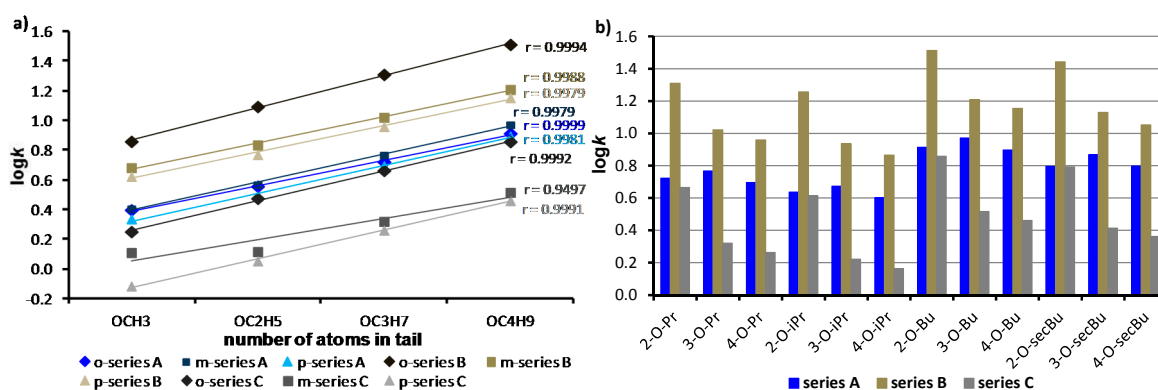 a)
1.6
1.4
1.2
1.0
0.8
0.6
0.4
0.2
0.0
-0.2
logk
r = 0.9994
r = 0.9988
r = 0.9979
r = 0.9979
r = 0.9999
r = 0.9981
r = 0.9992
r = 0.9497
r = 0.9991
OCH3 OC2H5 OC3H7 OC4H9
number of atoms in tail
o-series A m-series A p-series A o-series B m-series B
p-series B o-series C m-series C p-series C
b)
1.6
1.4
1.2
1.0
0.8
0.6
0.4
0.2
0.0
logk
2-O-Pr
3-O-Pr
4-O-Pr
2-O-iPr
3-O-iPr
4-O-iPr
2-O-Bu
3-O-Bu
4-O-Bu
2-O-secBu
3-O-secBu
4-O-secBu
series A series B series C